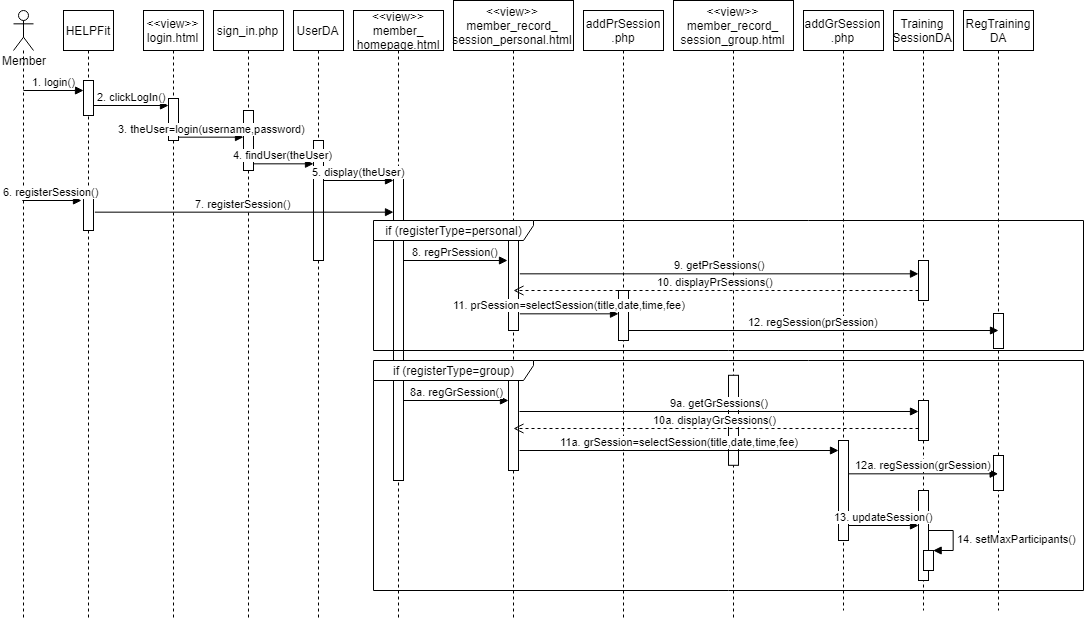 Member
HELPFit
<<view>>
login.html
sign_in.php
UserDA
<<view>>
member_
homepage.html
<<view>>
member_record_
session_personal.html
addPrSession
.php
<<view>>
member_record_
session_group.html
addGrSession
.php
Training
SessionDA
RegTraining
DA
1. login()
2. clickLogIn()
3. theUser=login(username,password)
4. findUser(theUser)
5. display(theUser)
6. registerSession()
7. registerSession()
if (registerType=personal)
8. regPrSession()
9. getPrSessions()
10. displayPrSessions()
11. prSession=selectSession(title,date,time,fee)
12. regSession(prSession)
if (registerType=group)
8a. regGrSession()
9a. getGrSessions()
10a. displayGrSessions()
11a. grSession=selectSession(title,date,time,fee)
12a. regSession(grSession)
13. updateSession()
14. setMaxParticipants()